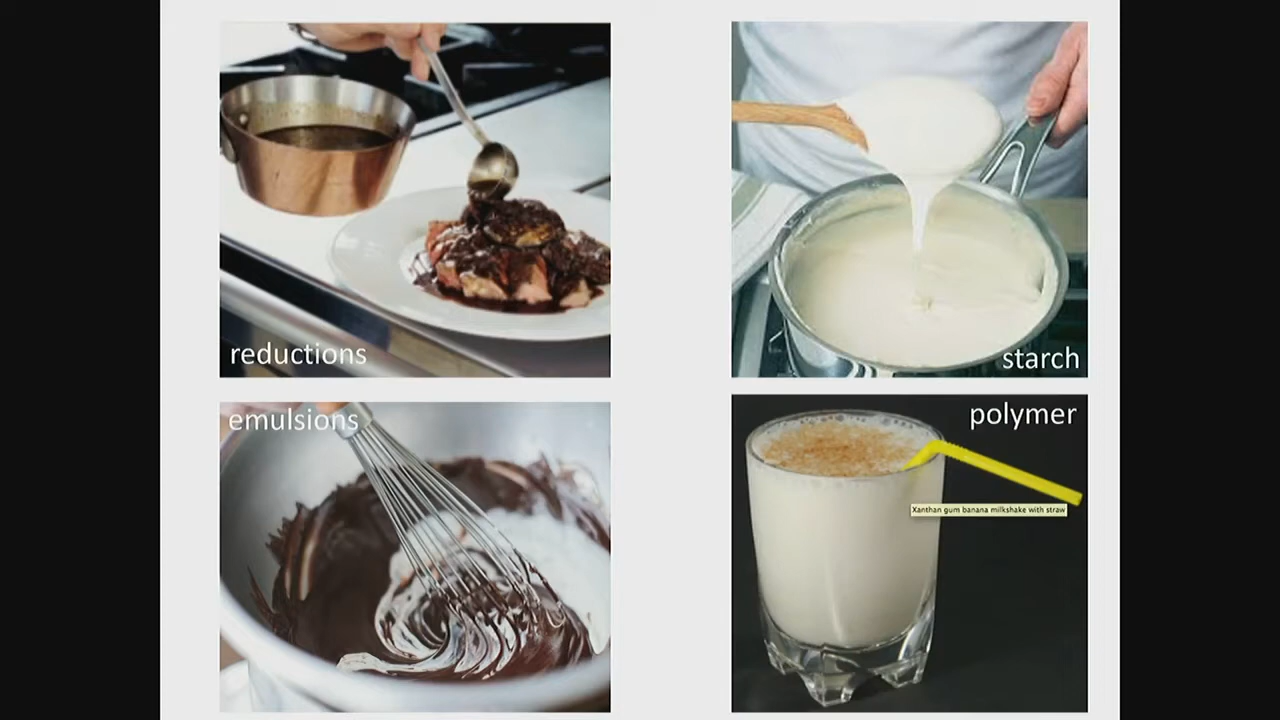 reductions
starch
emulsions
polymer
Xanthan gum banana milkshake with straw